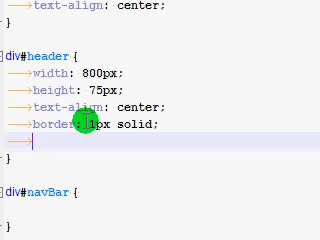 text-align: center;
}
div#header {
width: 800px;
height: 75px;
text-align: center;
border: 1px solid;
}
div#navBar {
}